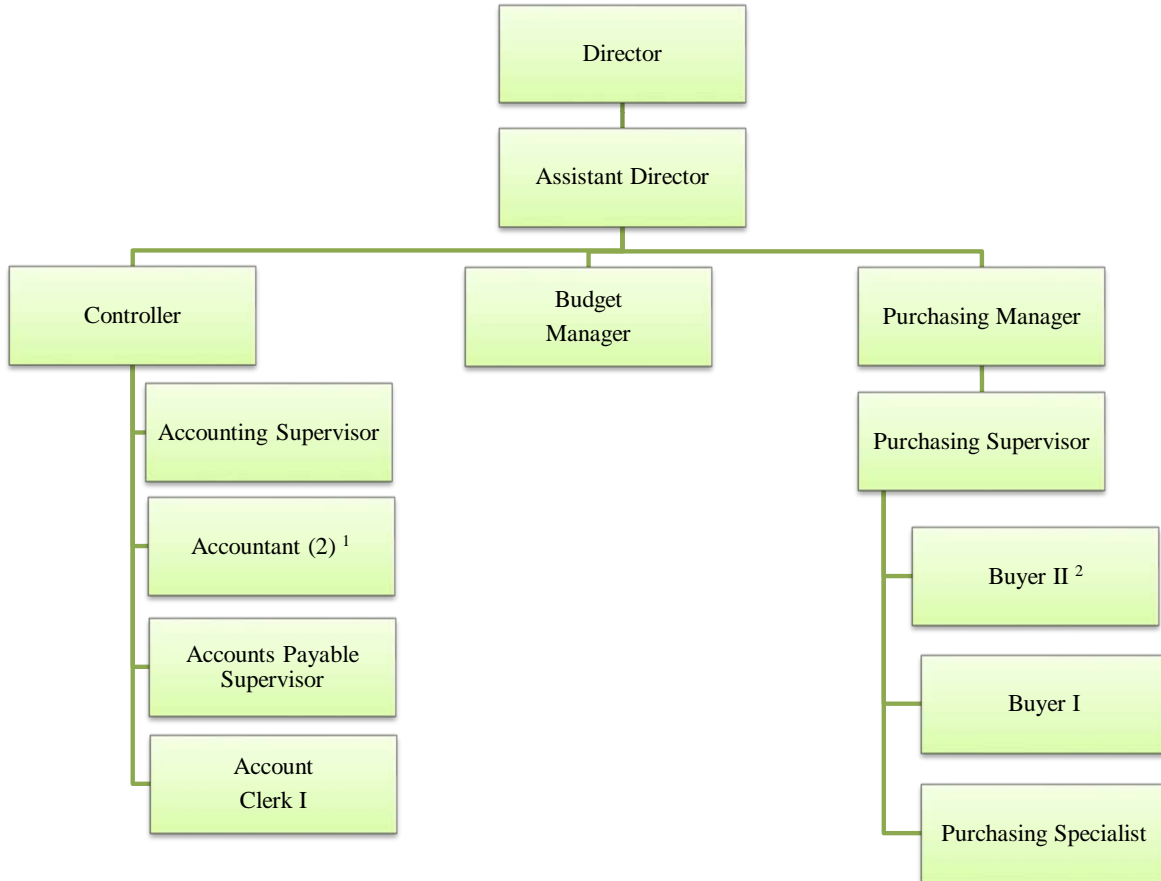 Director
Assistant Director
Controller
Budget
Manager
Purchasing Manager
Accounting Supervisor
Purchasing Supervisor
Accountant (2) 1
Buyer II 2
Accounts Payable
Supervisor
Buyer I
Account
Clerk I
Purchasing Specialist